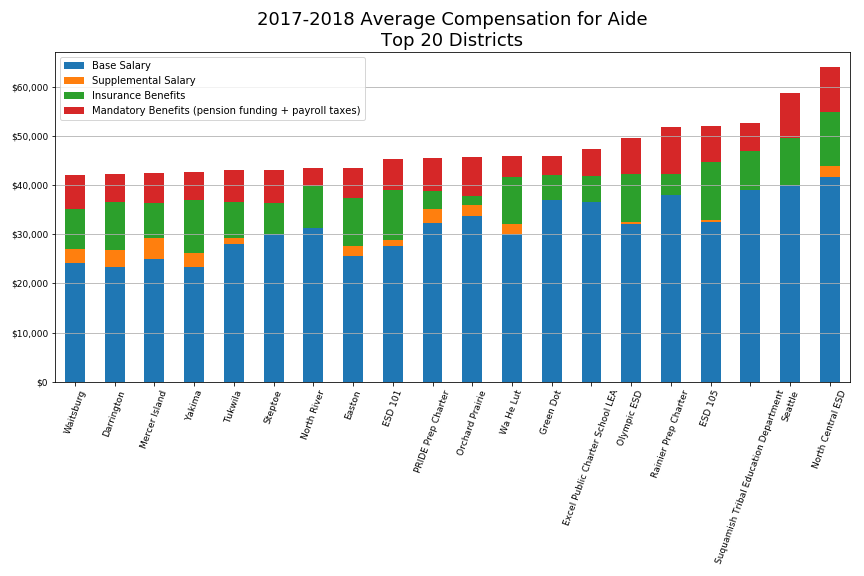 2017-2018 Average Compensation for Aide
Top 20 Districts
Base Salary
Supplemental Salary
Insurance Benefits
Mandatory Benefits (pension funding + payroll taxes)
$60,000
$50,000
$40,000
$30,000
$20,000
$10,000
$0
Waitsburg
Darrington
Mercer Island
Yakima
Tukwila
Steptoe
North River
Easton
ESD 101
PRIDE Prep Charter
Orchard Prairie
Wa He Lut
Green Dot
Excel Public Charter School LEA
Olympic ESD
Rainier Prep Charter
ESD 105
Suquamish Tribal Education Department
Seattle
North Central ESD